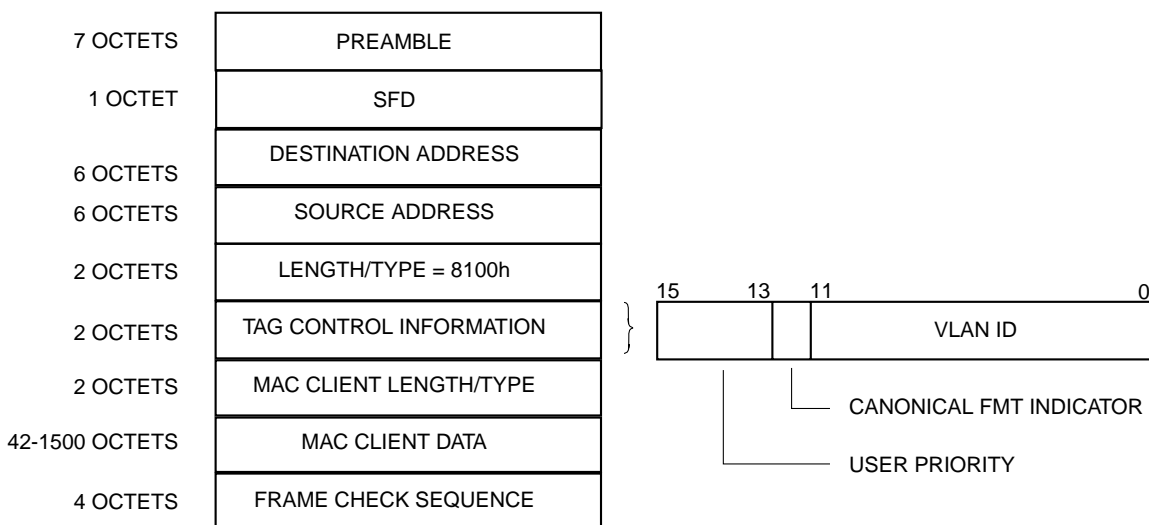 7 OCTETS PREAMBLE
1 OCTET SFD
DESTINATION ADDRESS
6 OCTETS
6 OCTETS SOURCE ADDRESS
2 OCTETS LENGTH/TYPE = 8100h
15 13 11 0
2 OCTETS TAG CONTROL INFORMATION } VLAN ID
2 OCTETS MAC CLIENT LENGTH/TYPE
CANONICAL FMT INDICATOR
42-1500 OCTETS MAC CLIENT DATA
USER PRIORITY
4 OCTETS FRAME CHECK SEQUENCE